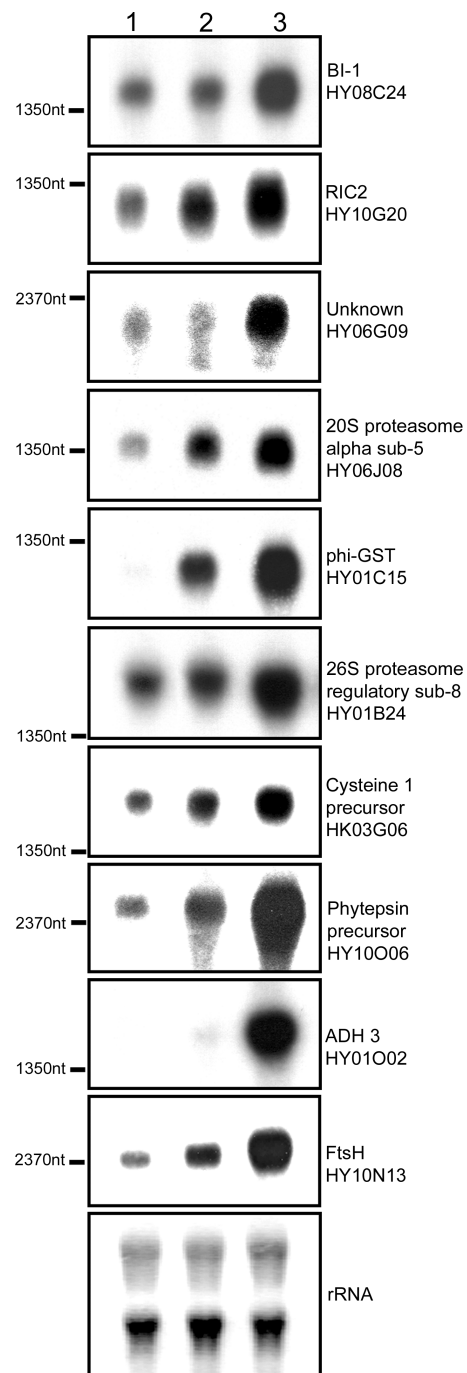 1 2 3
1350nt
BI-1
HY08C24
1350nt
RIC2
HY10G20
2370nt
Unknown
HY06G09
1350nt
20S proteasome
alpha sub-5
HY06J08
1350nt
phi-GST
HY01C15
1350nt
26S proteasome
regulatory sub-8
HY01B24
1350nt
Cysteine 1
precursor
HK03G06
2370nt
Phytepsin
precursor
HY10O06
1350nt
ADH 3
HY01O02
2370nt
FtsH
HY10N13
rRNA